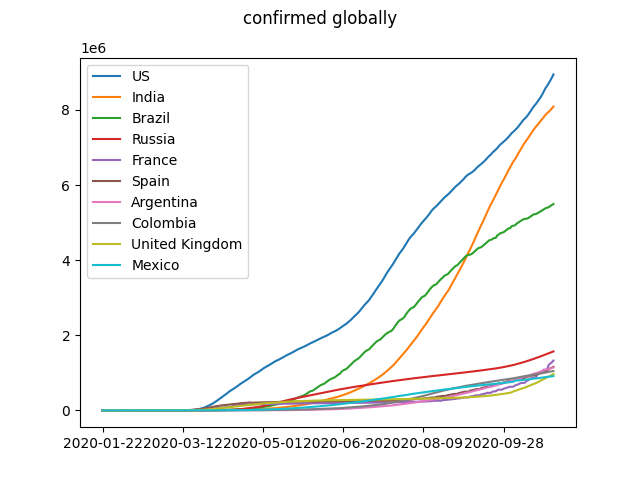 confirmed globally
1e6
US
India
Brazil
Russia
France
Spain
Argentina
Colombia
United Kingdom
Mexico
8
6
4
2
0
2020-01-22 2020-03-12 2020-05-01 2020-06-20 2020-08-09 2020-09-28